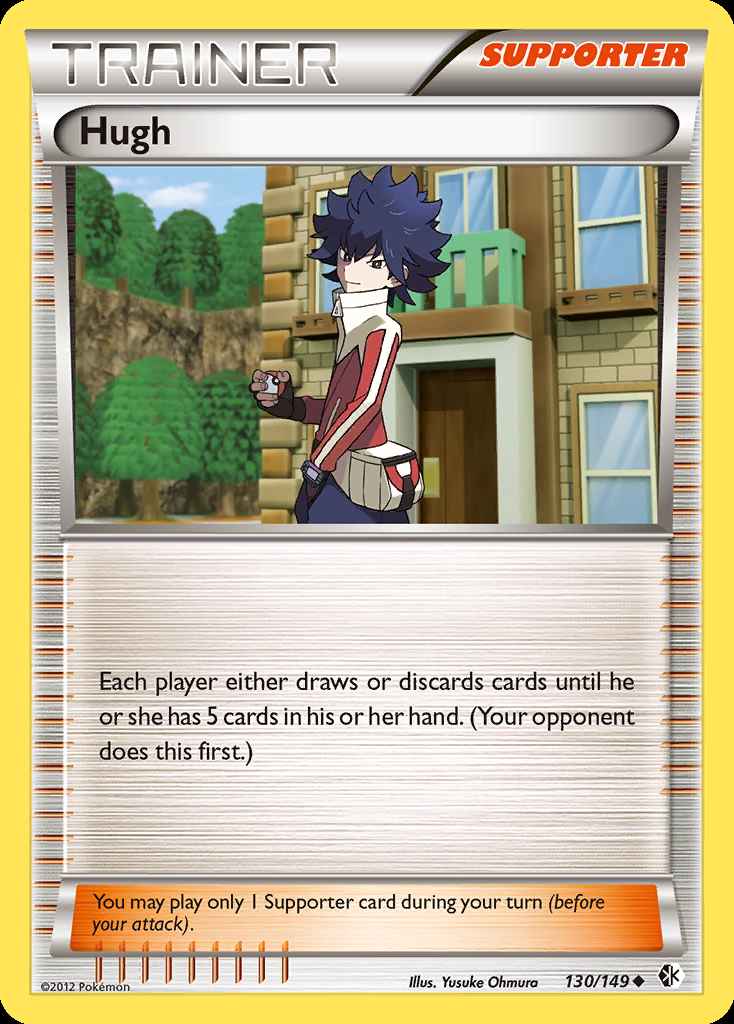 TRAINER
SUPPORTER
Hugh
Each player either draws or discards cards until he
or she has 5 cards in his or her hand. (Your opponent
does this first.)
You may play only 1 Supporter card during your turn (before
your attack).
©2012 Pokémon
Illus. Yusuke Ohmura
130/149